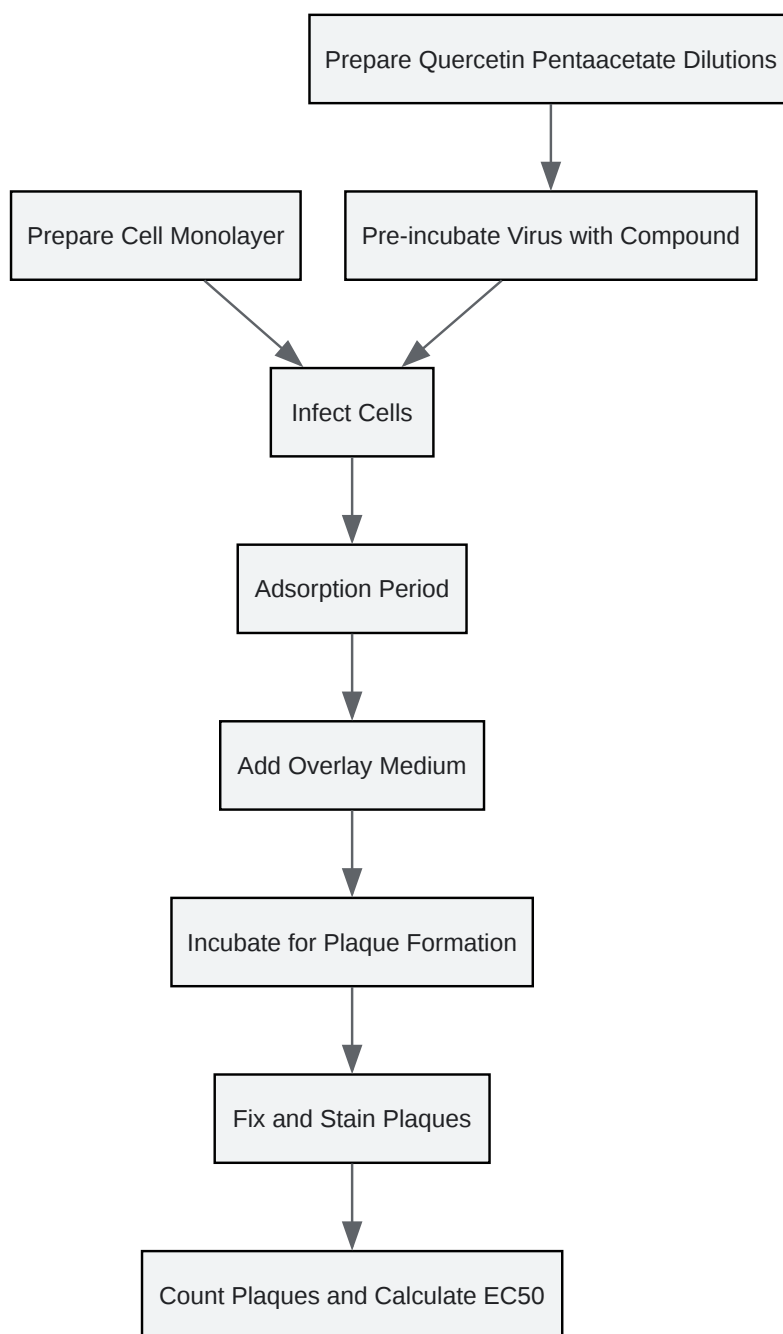 Prepare Quercetin Pentaacetate Dilutions
Prepare Cell Monolayer
Pre-incubate Virus with Compound
Infect Cells
Adsorption Period
Add Overlay Medium
Incubate for Plaque Formation
Fix and Stain Plaques
Count Plaques and Calculate EC50